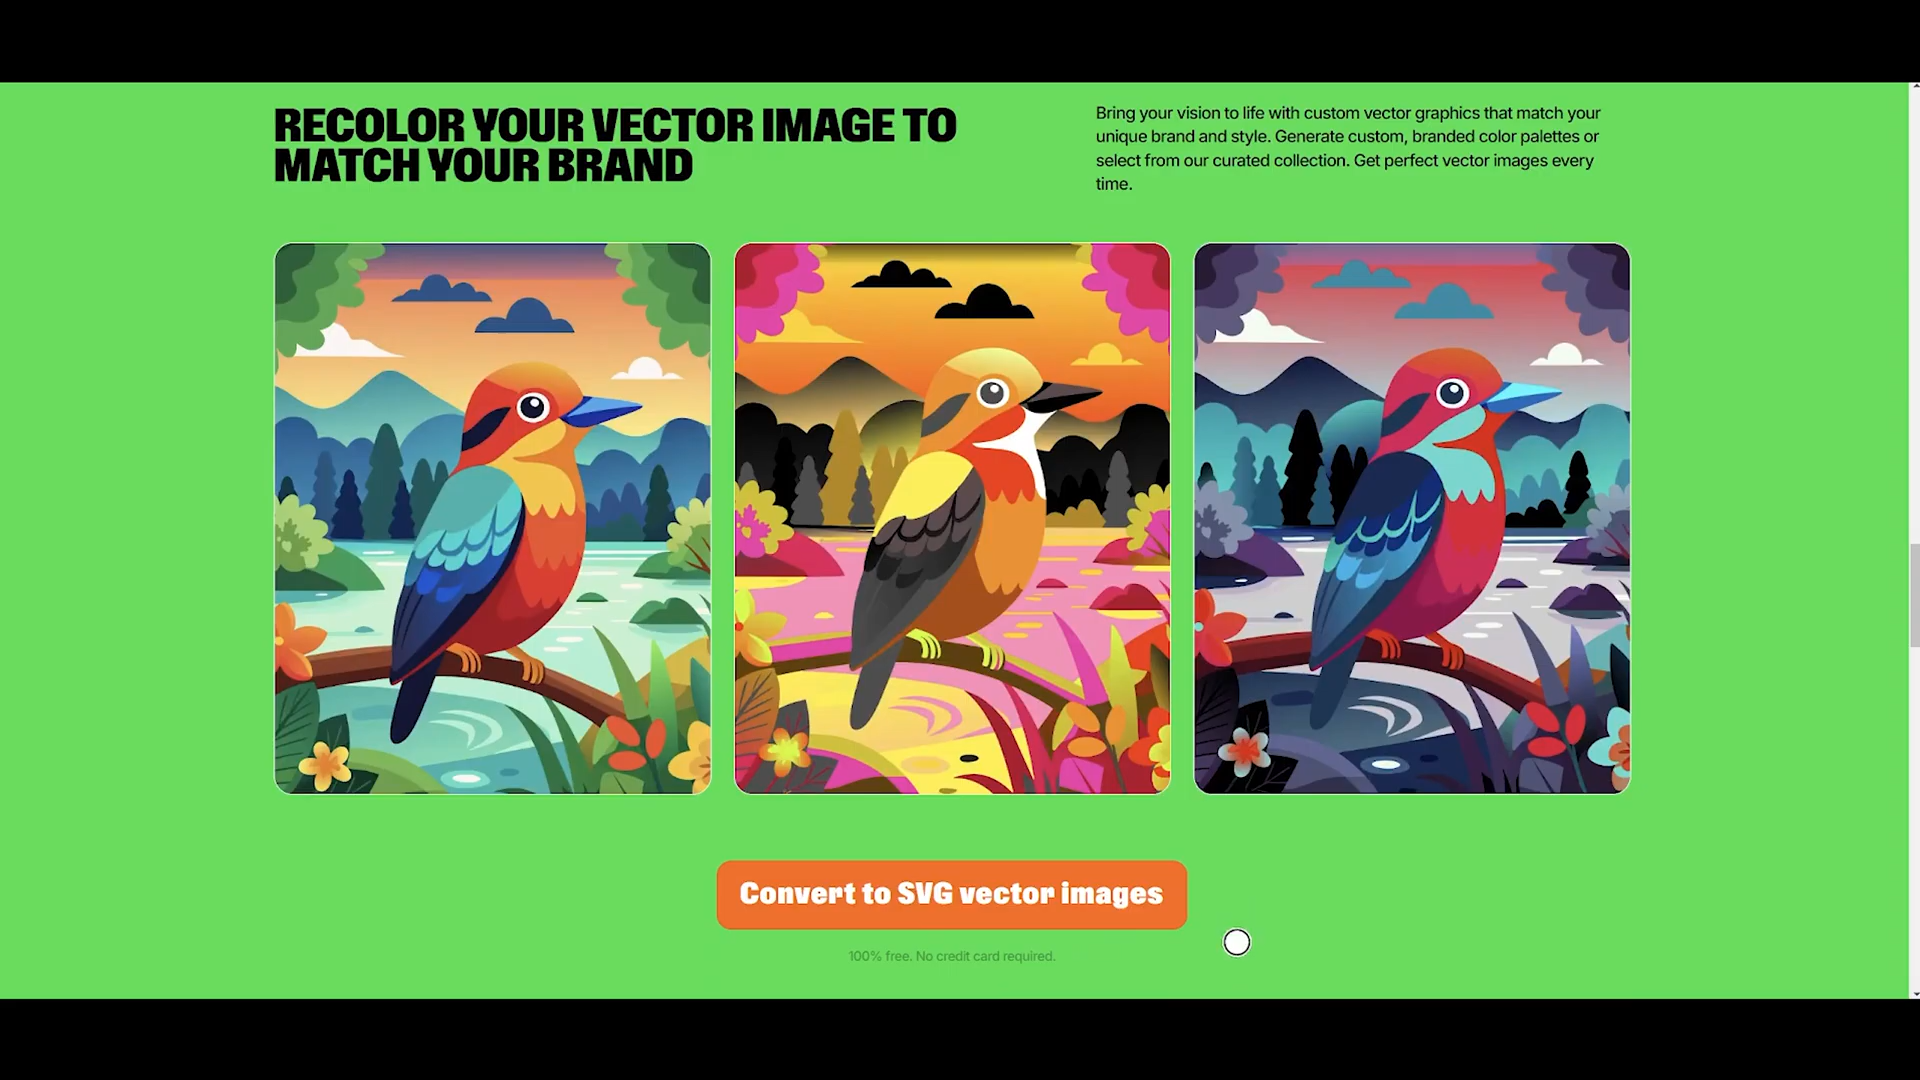 RECOLOR YOUR VECTOR IMAGE TO
MATCH YOUR BRAND
Bring your vision to life with custom vector graphics that match your
unique brand and style. Generate custom, branded color palettes or
select from our curated collection. Get perfect vector images every
time.
Convert to SVG vector images
100% free. No credit card required.